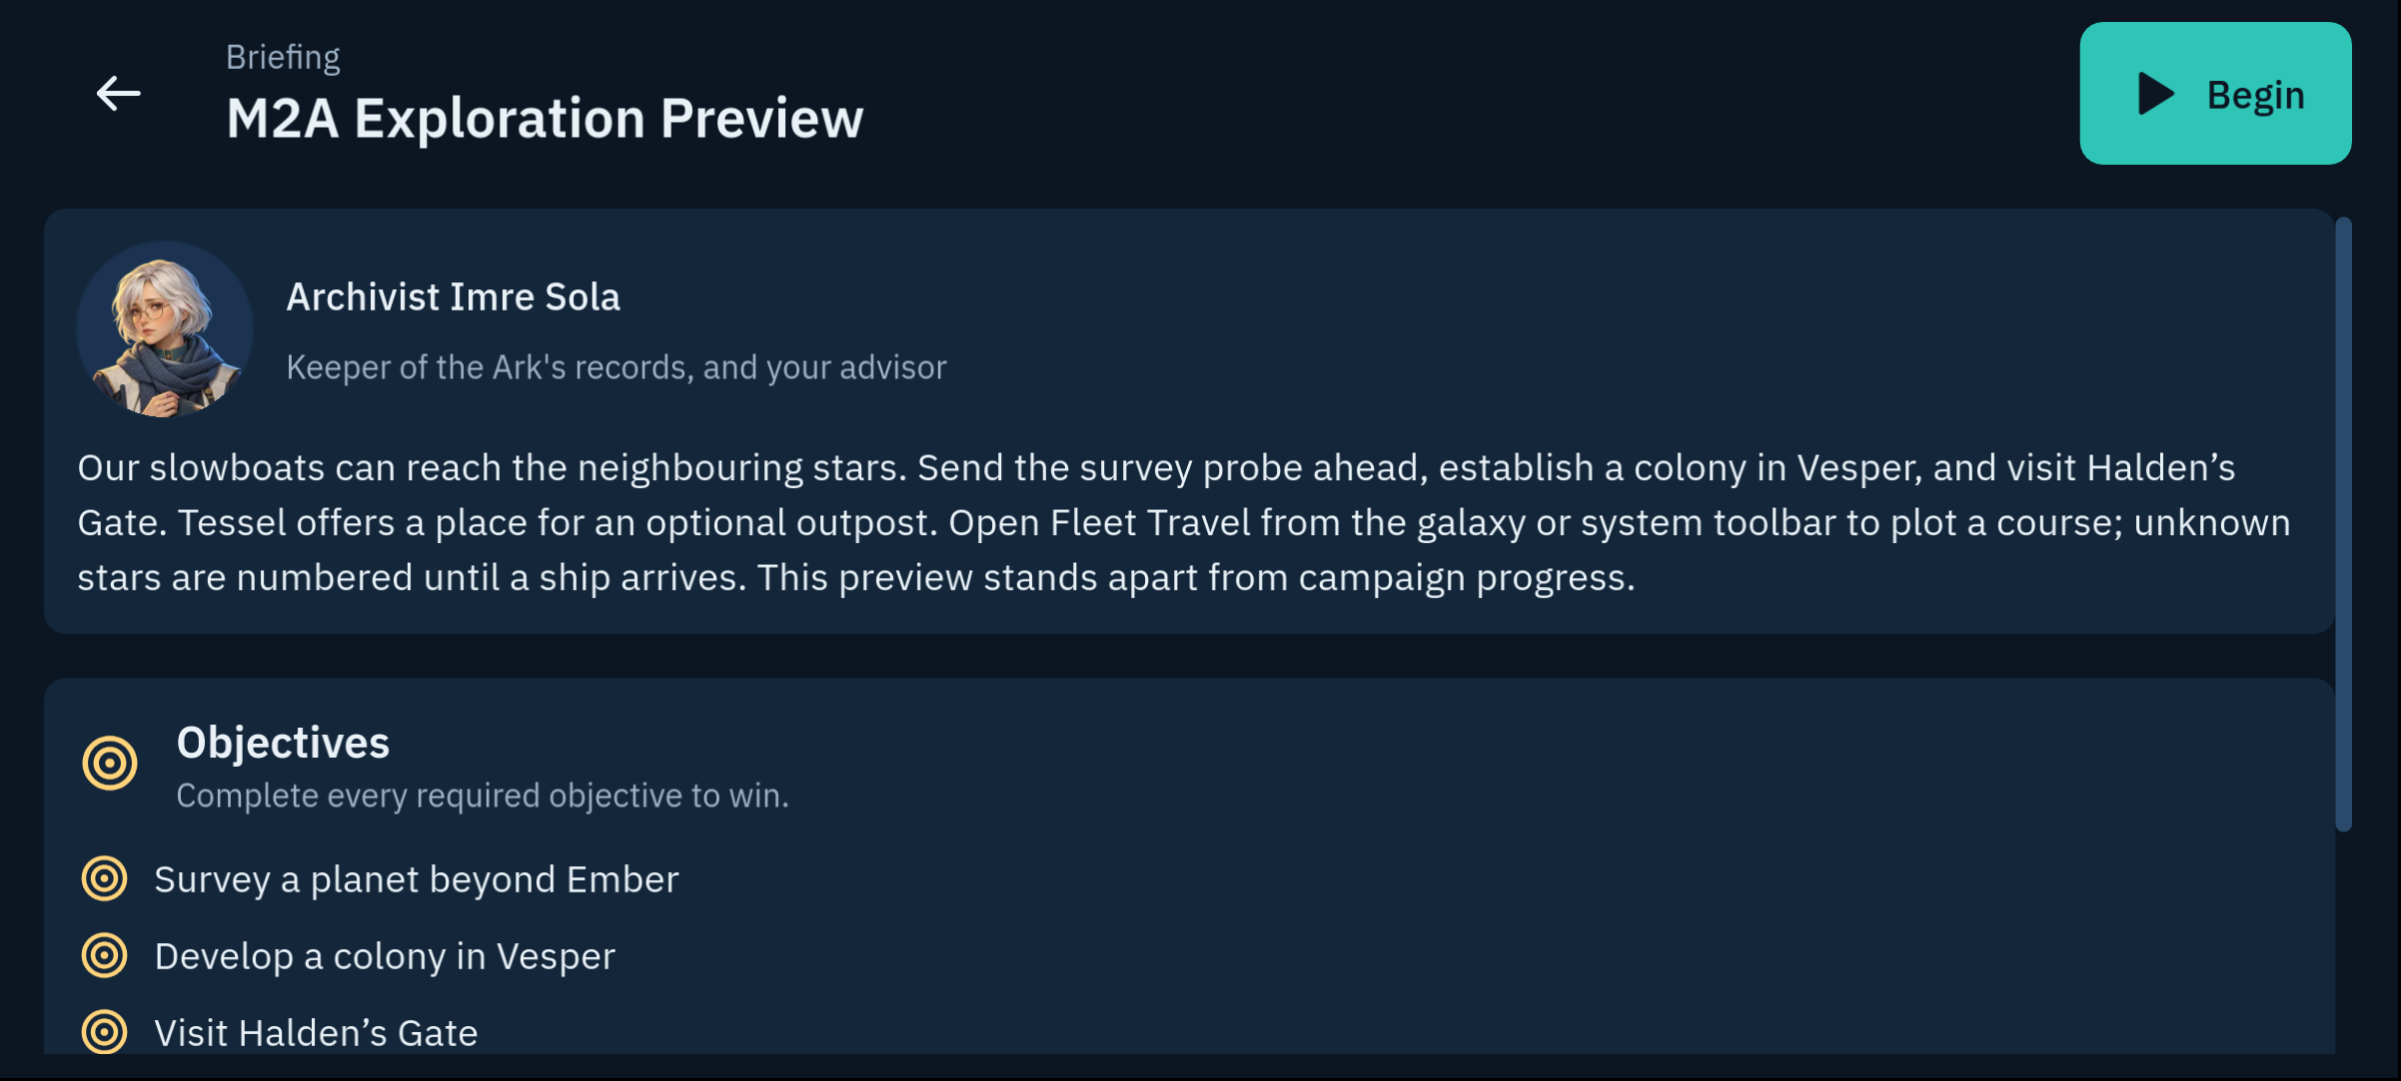 Briefing
M2A Exploration Preview
Begin
Archivist Imre Sola
Keeper of the Ark's records, and your advisor
Our slowboats can reach the neighbouring stars. Send the survey probe ahead, establish a colony in Vesper, and visit Halden’s
Gate. Tessel offers a place for an optional outpost. Open Fleet Travel from the galaxy or system toolbar to plot a course; unknown
stars are numbered until a ship arrives. This preview stands apart from campaign progress.
Objectives
Complete every required objective to win.
Survey a planet beyond Ember
Develop a colony in Vesper
Visit Halden’s Gate